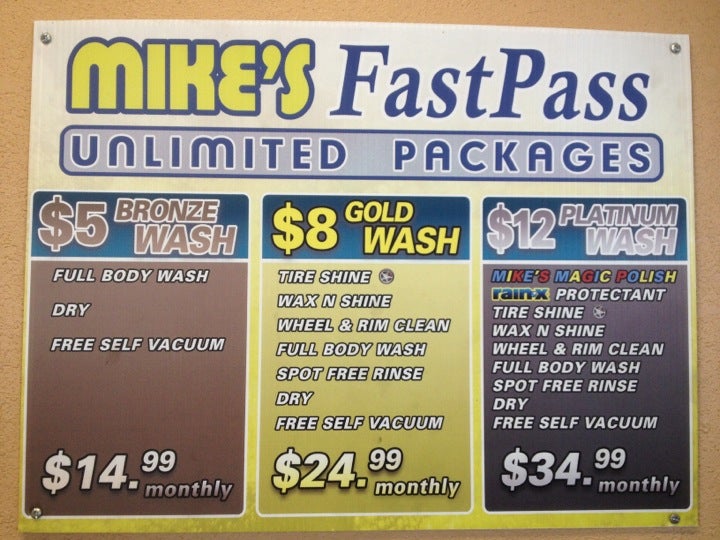 MIKE'S FastPass
UNLIMITED PACKAGES
$5 BRONZE WASH
FULL BODY WASH
DRY
FREE SELF VACUUM
$14.99 monthly
$8 GOLD WASH
TIRE SHINE
WAX N SHINE
WHEEL & RIM CLEAN
FULL BODY WASH
SPOT FREE RINSE
DRY
FREE SELF VACUUM
$24.99 monthly
$12 PLATINUM WASH
MIKE'S MAGIC POLISH
rain-x PROTECTANT
TIRE SHINE
WAX N SHINE
WHEEL & RIM CLEAN
FULL BODY WASH
SPOT FREE RINSE
DRY
FREE SELF VACUUM
$34.99 monthly